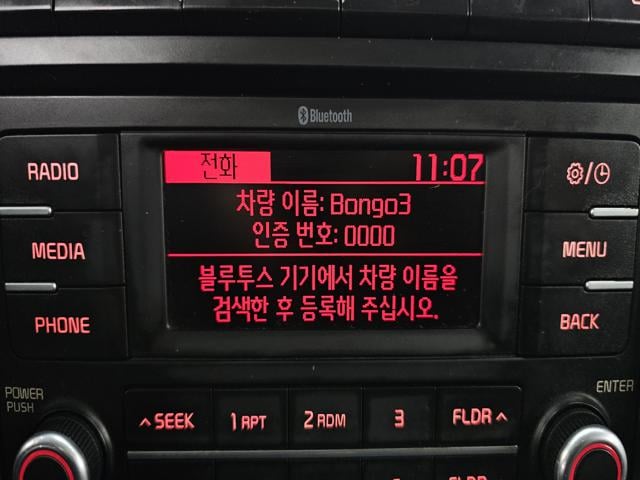 Bluetooth
RADIO
전화 11:07
MEDIA
차량 이름: Bongo3
인증 번호: 0000
MENU
PHONE
블루투스 기기에서 차량 이름을
검색한 후 등록해 주십시오.
BACK
POWER
PUSH
ENTER
SEEK
1 RPT
2 RDM
3
FLDR